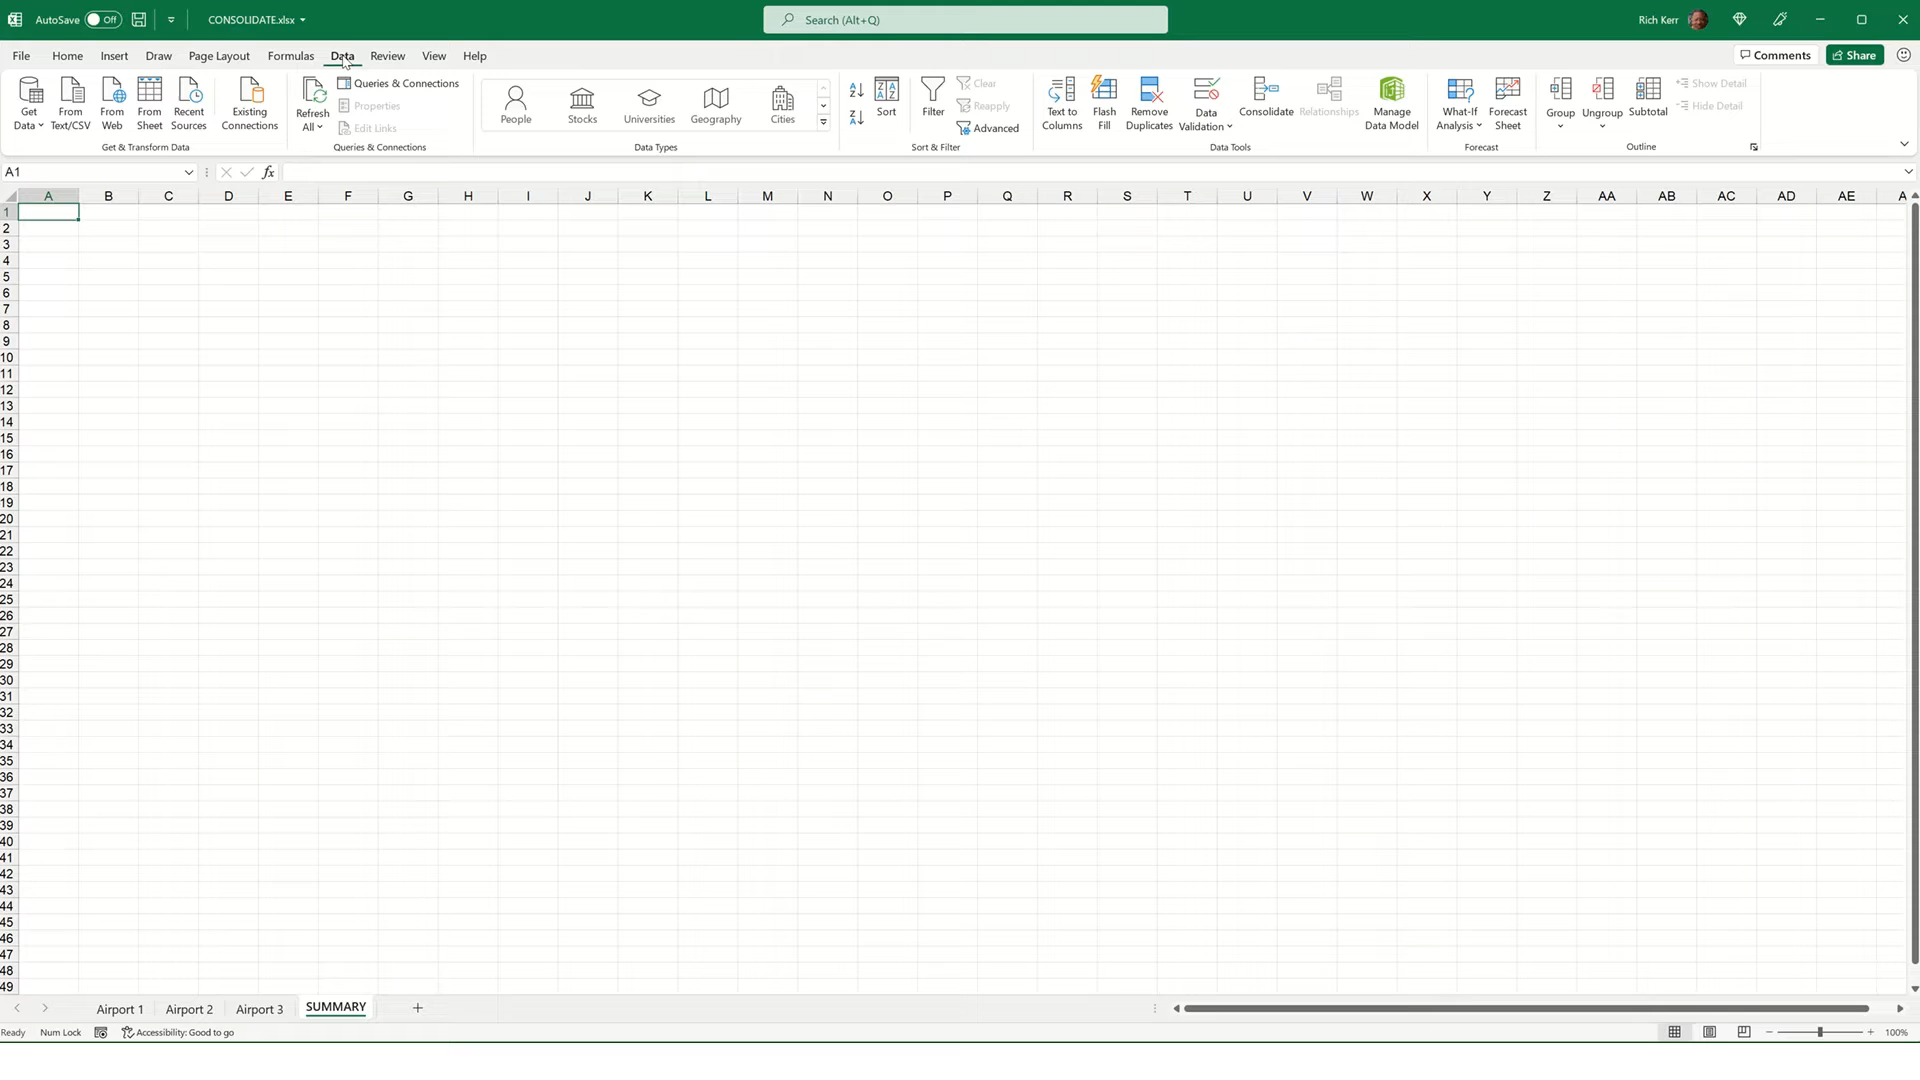 AutoSave Off CONSOLIDATE.xlsx Search (Alt+Q) Rich Kerr
File Home Insert Draw Page Layout Formulas Data Review View Help Comments Share
Get Data From Text/CSV From Web From Sheet Recent Sources Existing Connections
Get & Transform Data
Refresh All Queries & Connections
Properties
Edit Links
Queries & Connections
People Stocks Universities Geography Cities
Data Types
Sort Filter Clear
Reapply
Advanced
Sort & Filter
Text to Columns Flash Fill Remove Duplicates Data Validation Consolidate Relationships Manage Data Model
Data Tools
What-If Analysis Forecast Sheet
Forecast
Group Ungroup Subtotal Show Detail
Hide Detail
Outline
A1 fx
A B C D E F G H I J K L M N O P Q R S T U V W X Y Z AA AB AC AD AE A
1
2
3
4
5
6
7
8
9
10
11
12
13
14
15
16
17
18
19
20
21
22
23
24
25
26
27
28
29
30
31
32
33
34
35
36
37
38
39
40
41
42
43
44
45
46
47
48
49
Airport 1 Airport 2 Airport 3 SUMMARY
Ready Num Lock Accessibility: Good to go 100%